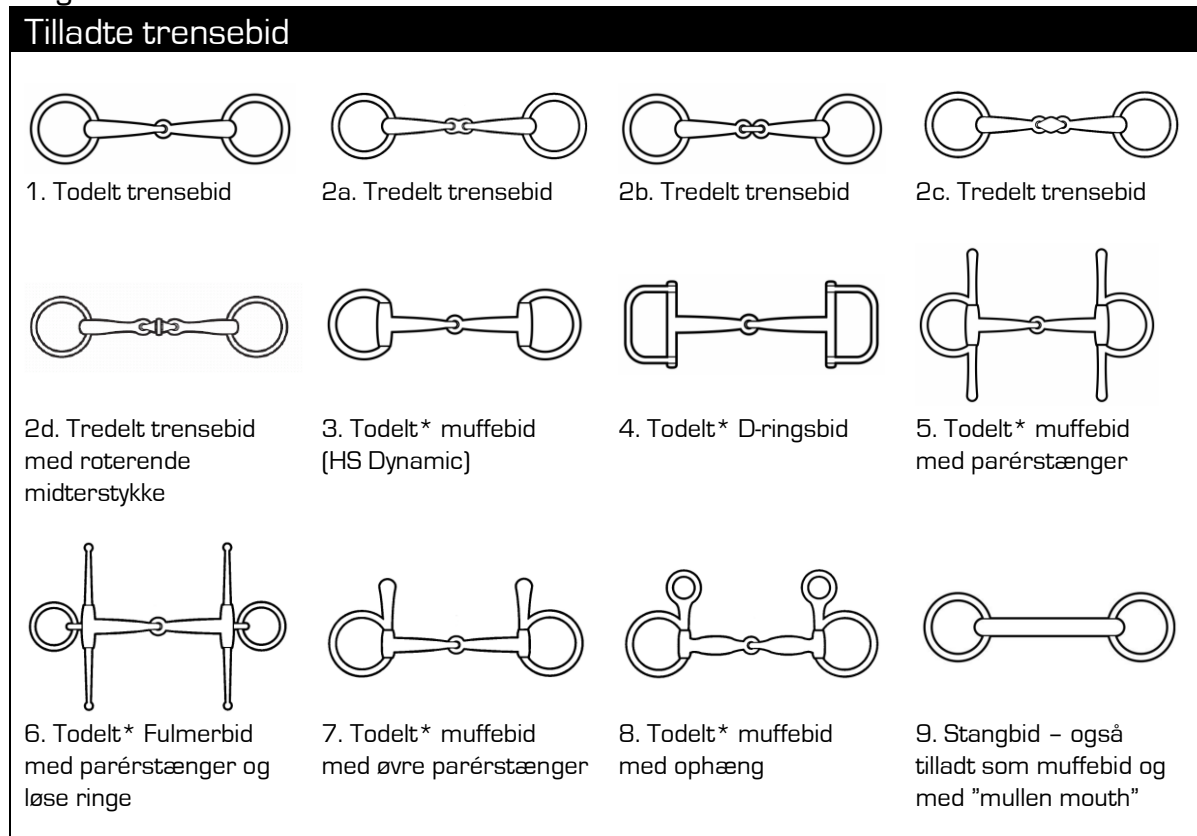 Tilladte trensebid
1. Todelt trensebid
2a. Tredelt trensebid
2b. Tredelt trensebid
2c. Tredelt trensebid
2d. Tredelt trensebid
med roterende
midterstykke
3. Todelt* muffebid
(HS Dynamic)
4. Todelt* D-ringsbid
5. Todelt* muffebid
med parérstænger
6. Todelt* Fulmerbid
med parérstænger og
løse ringe
7. Todelt* muffebid
med øvre parérstænger
8. Todelt* muffebid
med ophæng
9. Stangbid – også
tilladt som muffebid og
med ”mullen mouth”